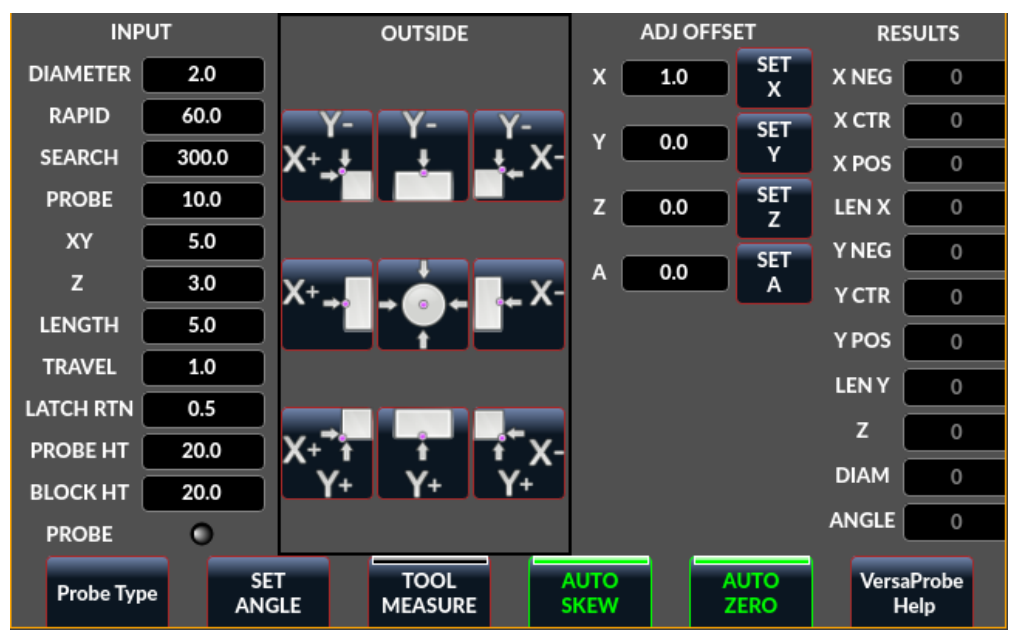 INPUT
DIAMETER 2.0
RAPID 60.0
SEARCH 300.0
PROBE 10.0
XY 5.0
Z 3.0
LENGTH 5.0
TRAVEL 1.0
LATCH RTN 0.5
PROBE HT 20.0
BLOCK HT 20.0
PROBE
OUTSIDE
Y- Y- Y-
X+ X-
X+ X-
X+ X-
Y+ Y+ Y+
ADJ OFFSET
X 1.0 SET X
Y 0.0 SET Y
Z 0.0 SET Z
A 0.0 SET A
RESULTS
X NEG 0
X CTR 0
X POS 0
LEN X 0
Y NEG 0
Y CTR 0
Y POS 0
LEN Y 0
Z 0
DIAM 0
ANGLE 0
Probe Type
SET
ANGLE
TOOL
MEASURE
AUTO
SKEW
AUTO
ZERO
VersaProbe
Help